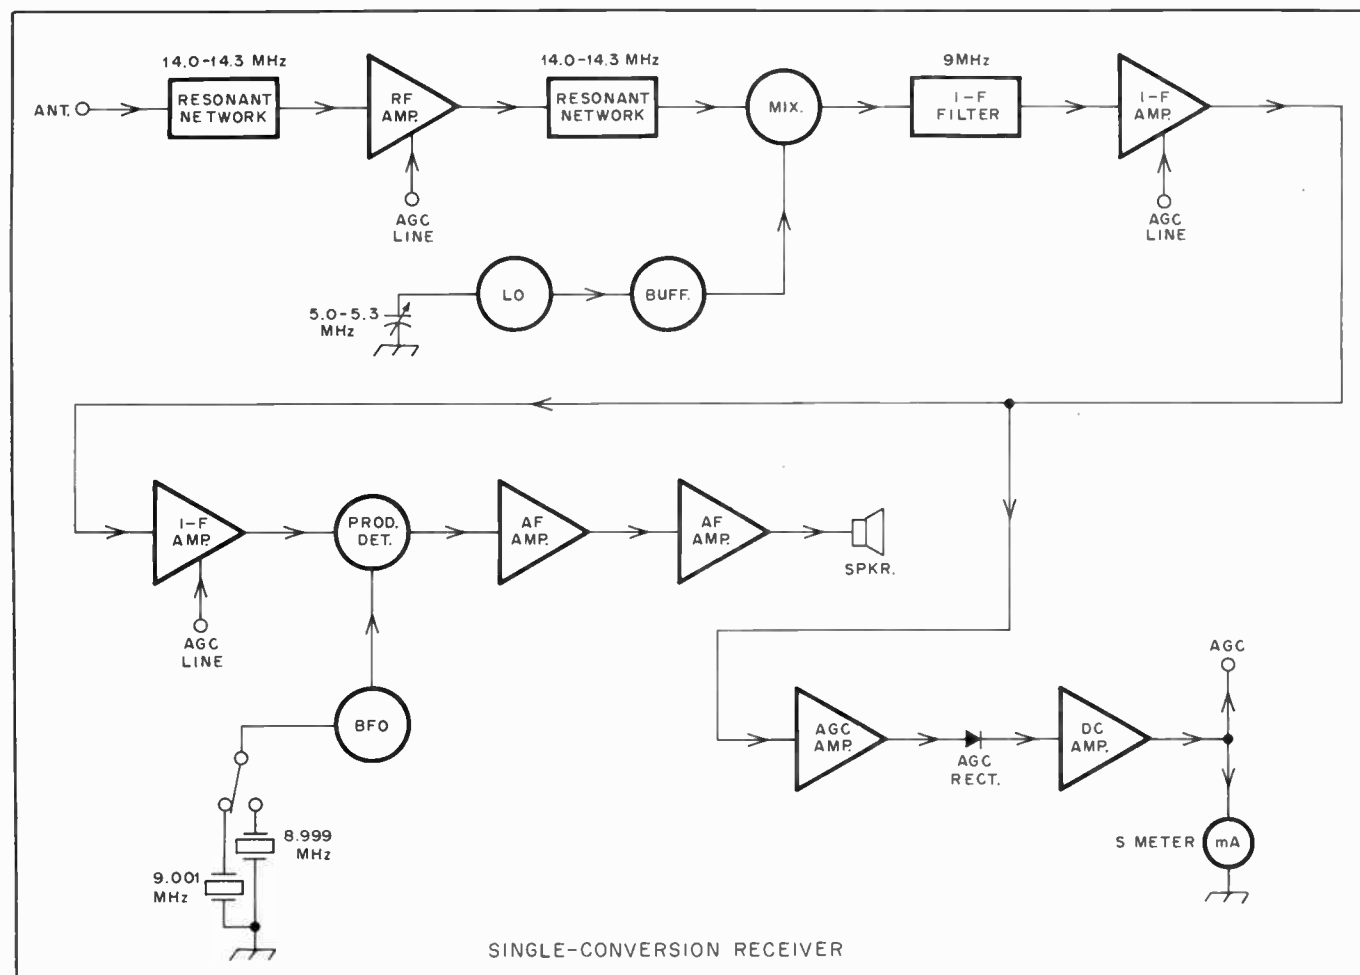 14.0-14.3 MHz
14.0-14.3 MHz
9MHz
ANT.
RESONANT
NETWORK
RF
AMP.
RESONANT
NETWORK
MIX.
I-F
FILTER
I-F
AMP.
AGC
LINE
AGC
LINE
5.0-5.3
MHz
LO
BUFF.
I-F
AMP.
PROD.
DET.
AF
AMP.
AF
AMP.
SPKR.
AGC
LINE
AGC
BFO
AGC
AMP.
AGC
RECT.
DC
AMP.
8.999
MHz
9.001
MHz
S METER
mA
SINGLE-CONVERSION RECEIVER